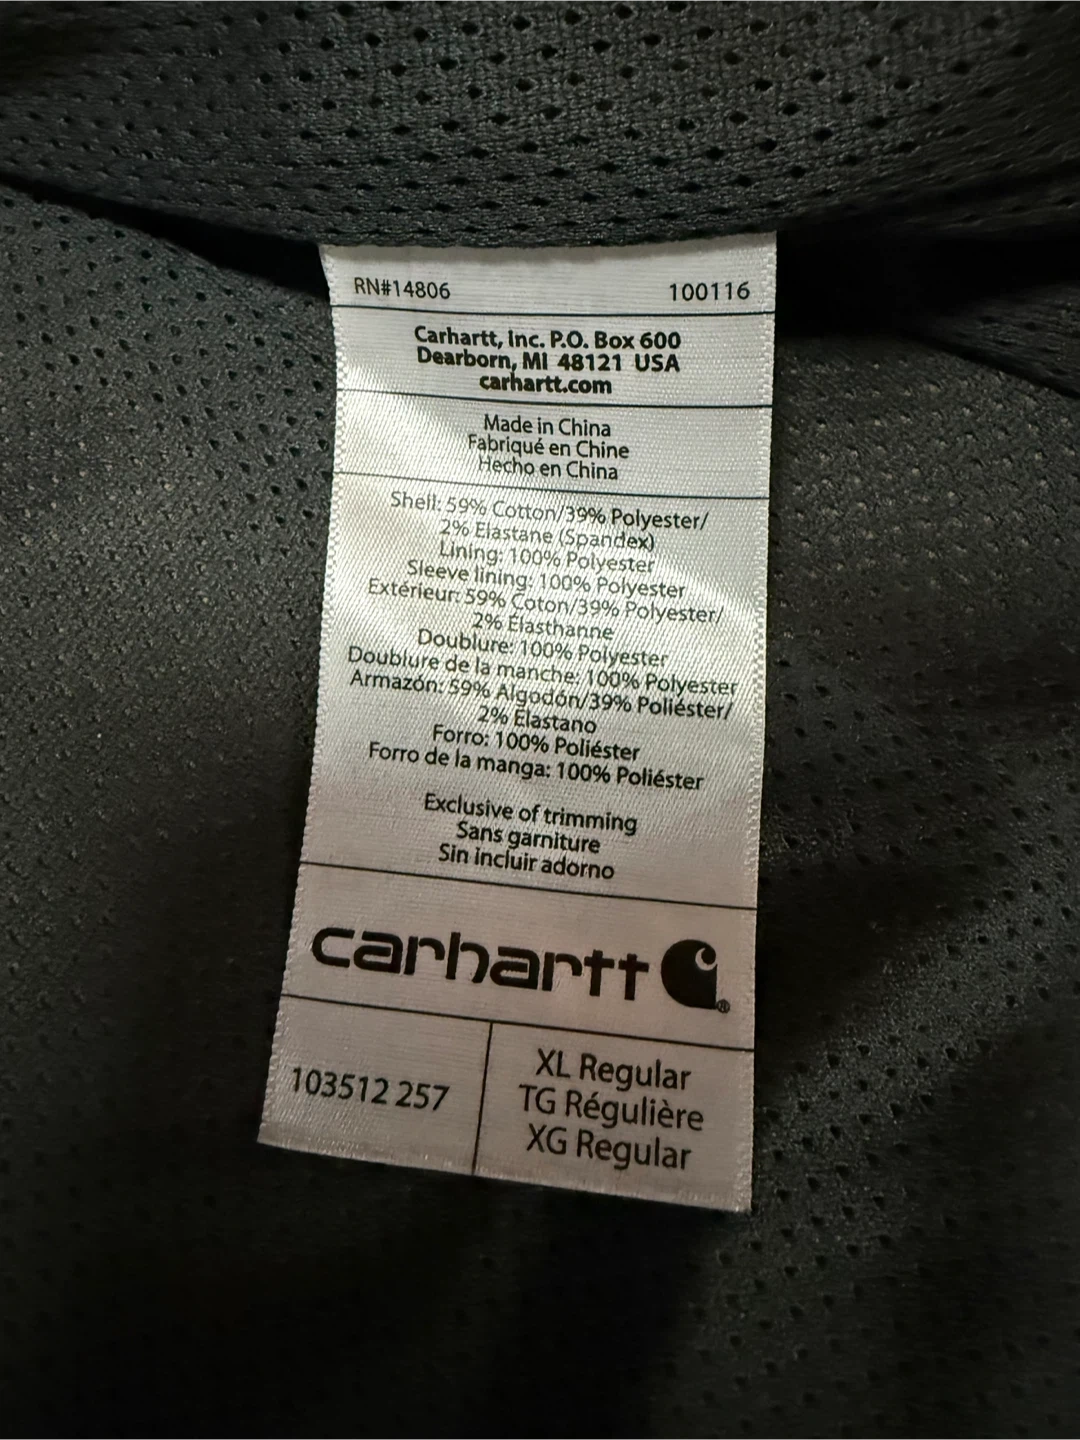 RN#14806 100116
Carhartt, Inc. P.O. Box 600
Dearborn, MI 48121 USA
carhartt.com
Made in China
Fabriqué en Chine
Hecho en China
Shell: 59% Cotton/39% Polyester/
2% Elastane (Spandex)
Lining: 100% Polyester
Sleeve lining: 100% Polyester
Extérieur: 59% Coton/39% Polyester/
2% Élasthanne
Doublure: 100% Polyester
Doublure de la manche: 100% Polyester
Armazón: 59% Algodón/39% Poliéster/
2% Elastano
Forro: 100% Poliéster
Forro de la manga: 100% Poliéster
Exclusive of trimming
Sans garniture
Sin incluir adorno
carhartt ®
103512 257
XL Regular
TG Régulière
XG Regular